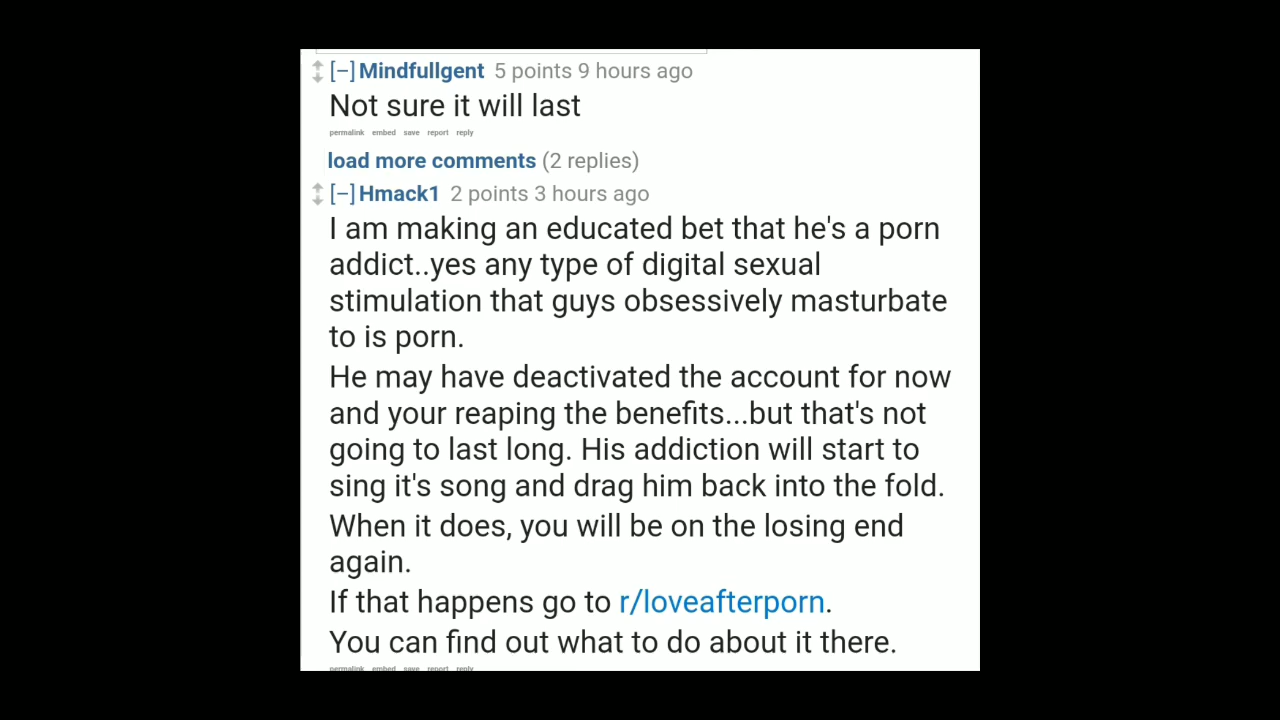 [–] Mindfullgent 5 points 9 hours ago
Not sure it will last
permalink embed save report reply
load more comments (2 replies)
[–] Hmack1 2 points 3 hours ago
I am making an educated bet that he's a porn
addict..yes any type of digital sexual
stimulation that guys obsessively masturbate
to is porn.
He may have deactivated the account for now
and your reaping the benefits...but that's not
going to last long. His addiction will start to
sing it's song and drag him back into the fold.
When it does, you will be on the losing end
again.
If that happens go to r/loveafterporn.
You can find out what to do about it there.
permalink embed save report reply